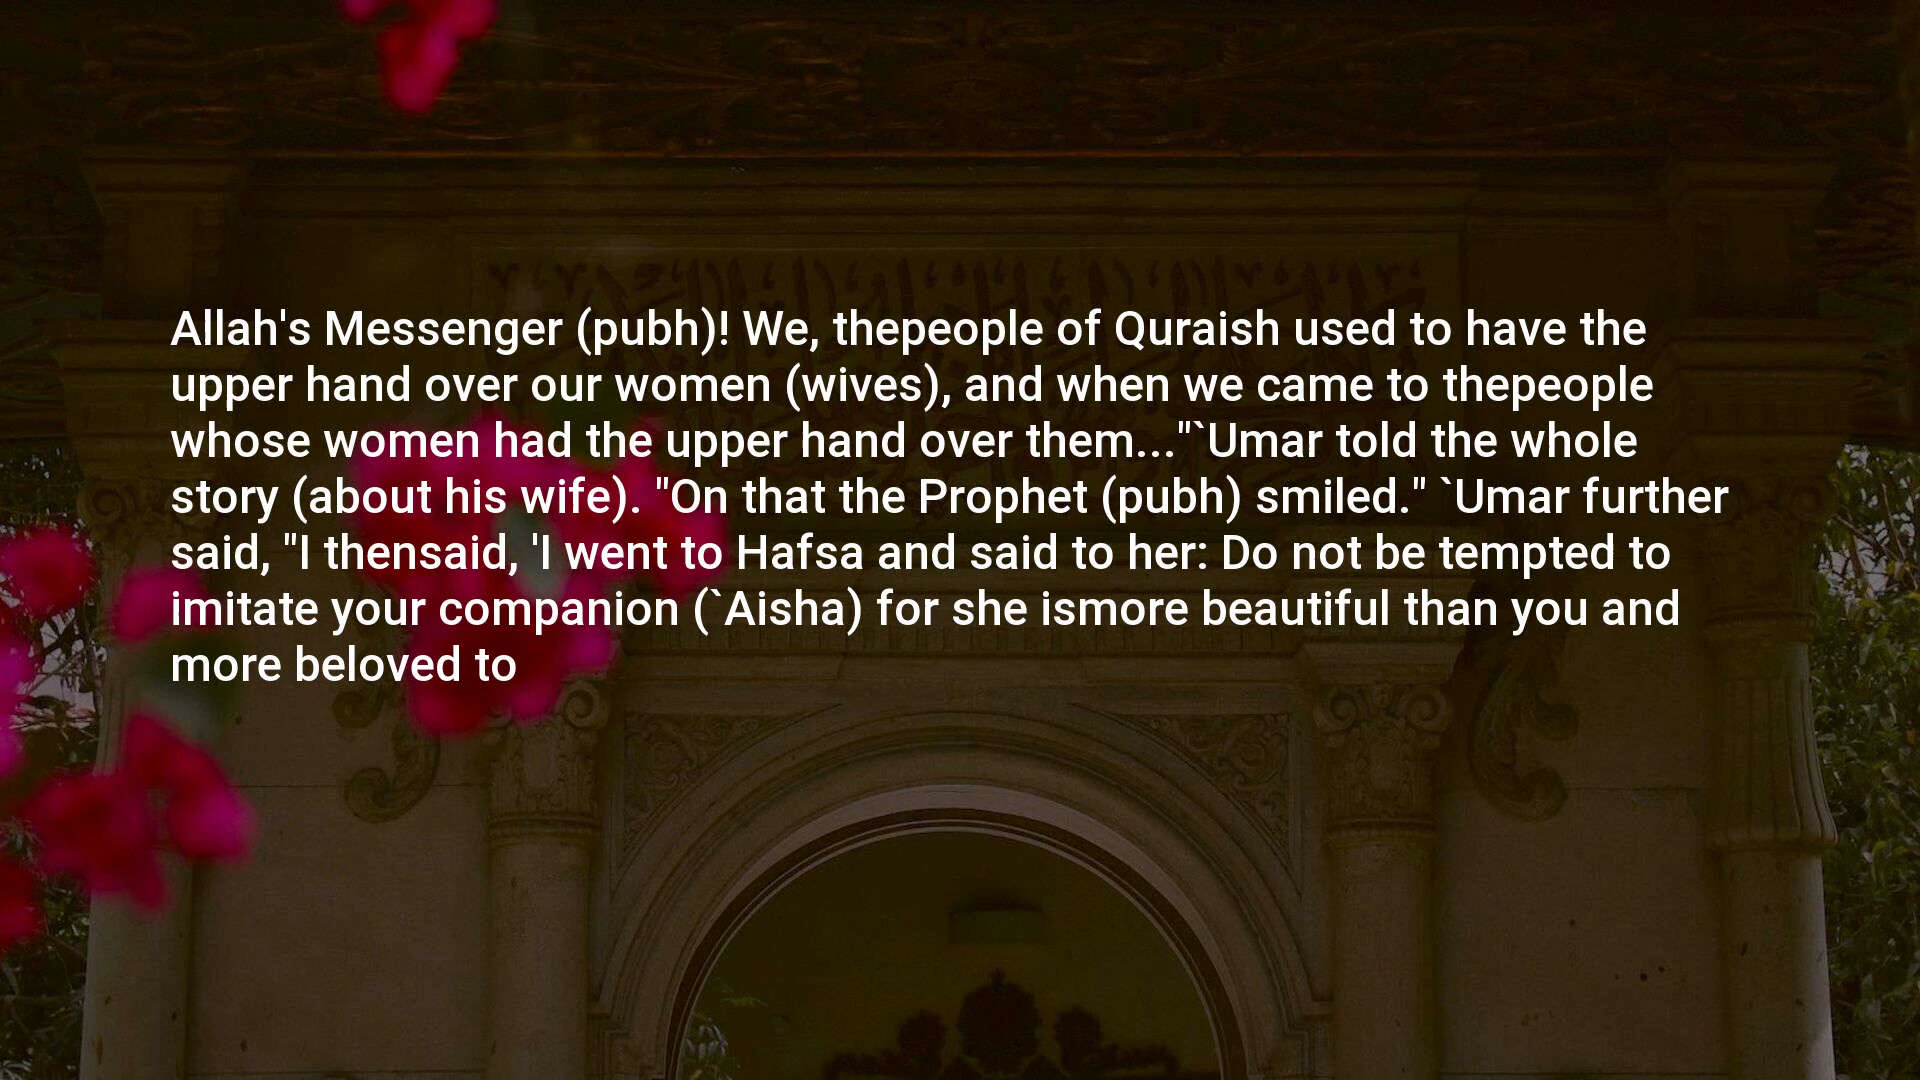 Allah's Messenger (pubh)! We, thepeople of Quraish used to have the
upper hand over our women (wives), and when we came to thepeople
whose women had the upper hand over them..."`Umar told the whole
story (about his wife). "On that the Prophet (pubh) smiled." `Umar further
said, "I thensaid, 'I went to Hafsa and said to her: Do not be tempted to
imitate your companion (`Aisha) for she ismore beautiful than you and
more beloved to